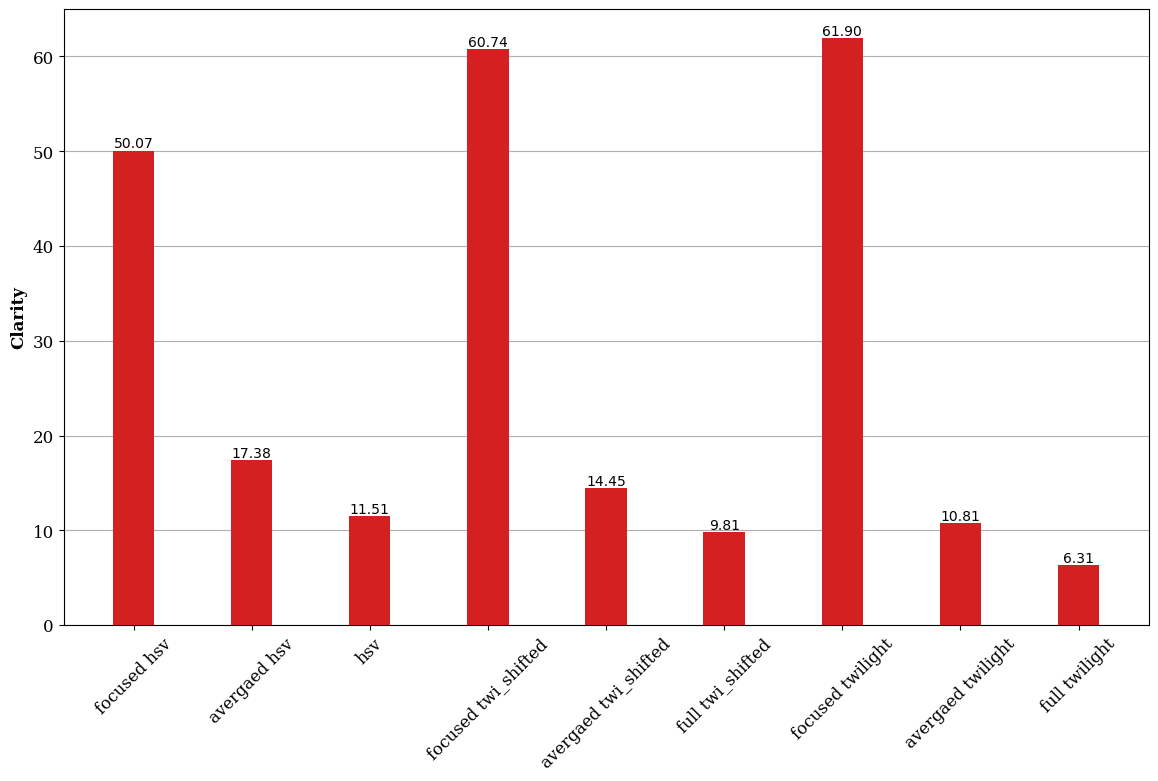 Clarity
60
50
40
30
20
10
0
50.07
17.38
11.51
60.74
14.45
9.81
61.90
10.81
6.31
focused hsv
avergaed hsv
hsv
focused twi_shifted
avergaed twi_shifted
full twi_shifted
focused twilight
avergaed twilight
full twilight